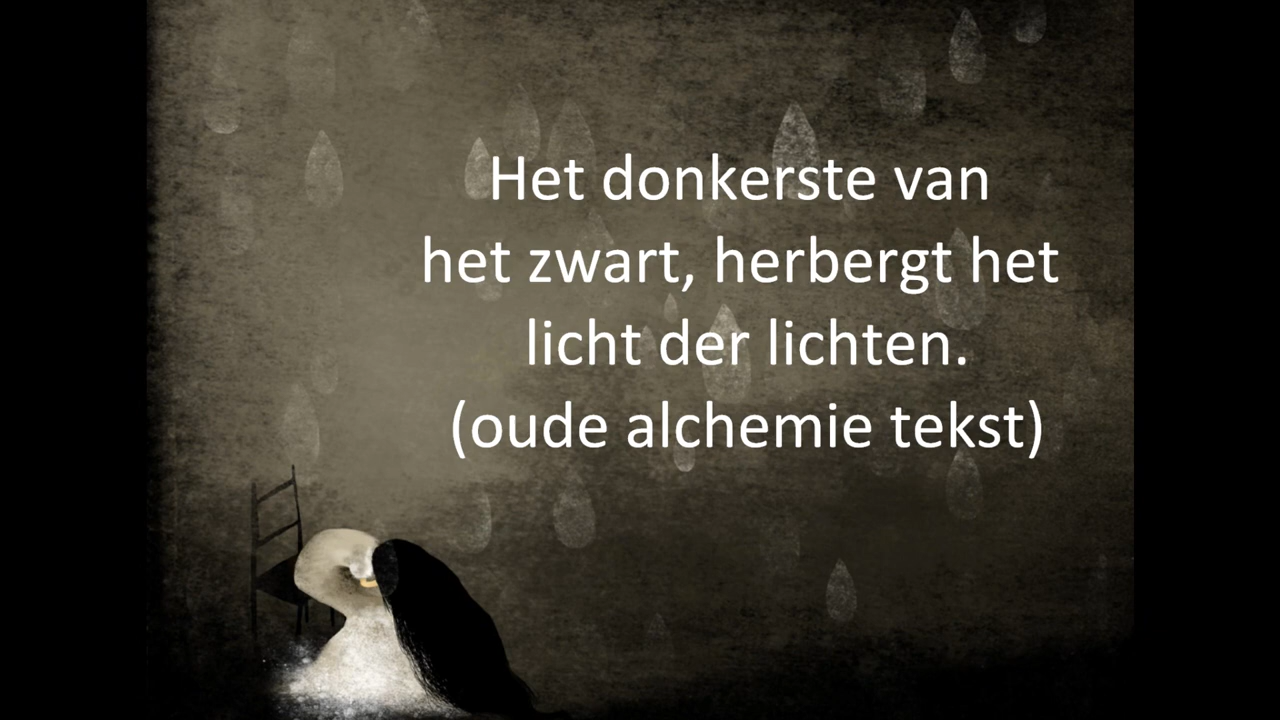 Het donkerste van
het zwart, herbergt het
licht der lichten.
(oude alchemie tekst)